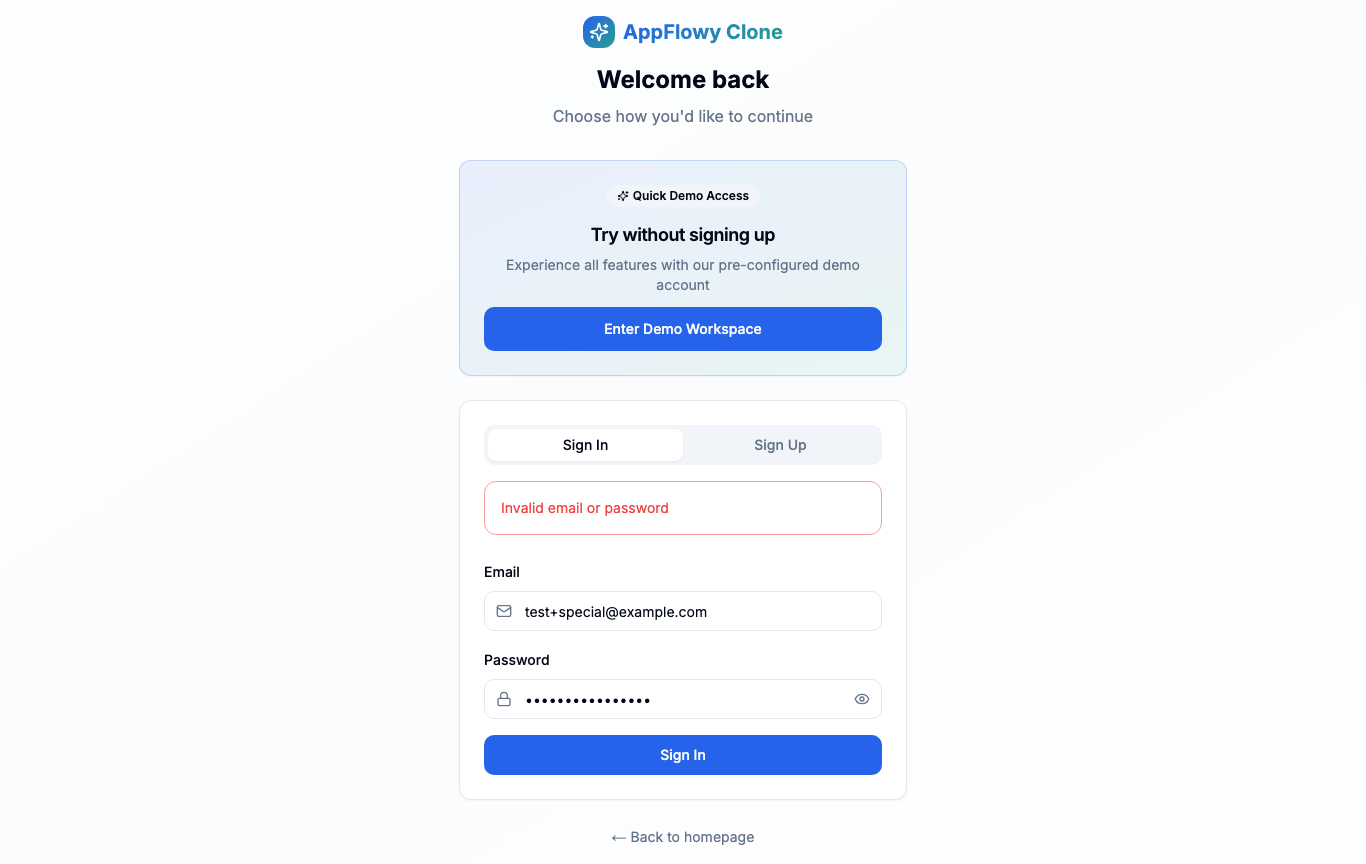 AppFlowy Clone
Welcome back
Choose how you'd like to continue
Quick Demo Access
Try without signing up
Experience all features with our pre-configured demo
account
Enter Demo Workspace
Sign In
Sign Up
Invalid email or password
Email
test+special@example.com
Password
••••••••••••••••
Sign In
← Back to homepage